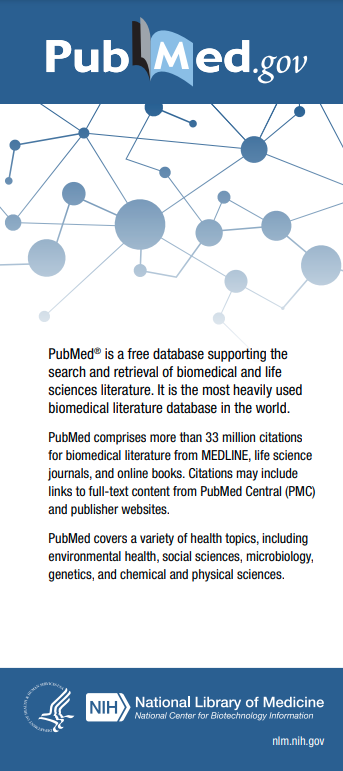 PubMed.gov
PubMed® is a free database supporting the
search and retrieval of biomedical and life
sciences literature. It is the most heavily used
biomedical literature database in the world.
PubMed comprises more than 33 million citations
for biomedical literature from MEDLINE, life science
journals, and online books. Citations may include
links to full-text content from PubMed Central (PMC)
and publisher websites.
PubMed covers a variety of health topics, including
environmental health, social sciences, microbiology,
genetics, and chemical and physical sciences.
NIH
National Library of Medicine
National Center for Biotechnology Information
nlm.nih.gov